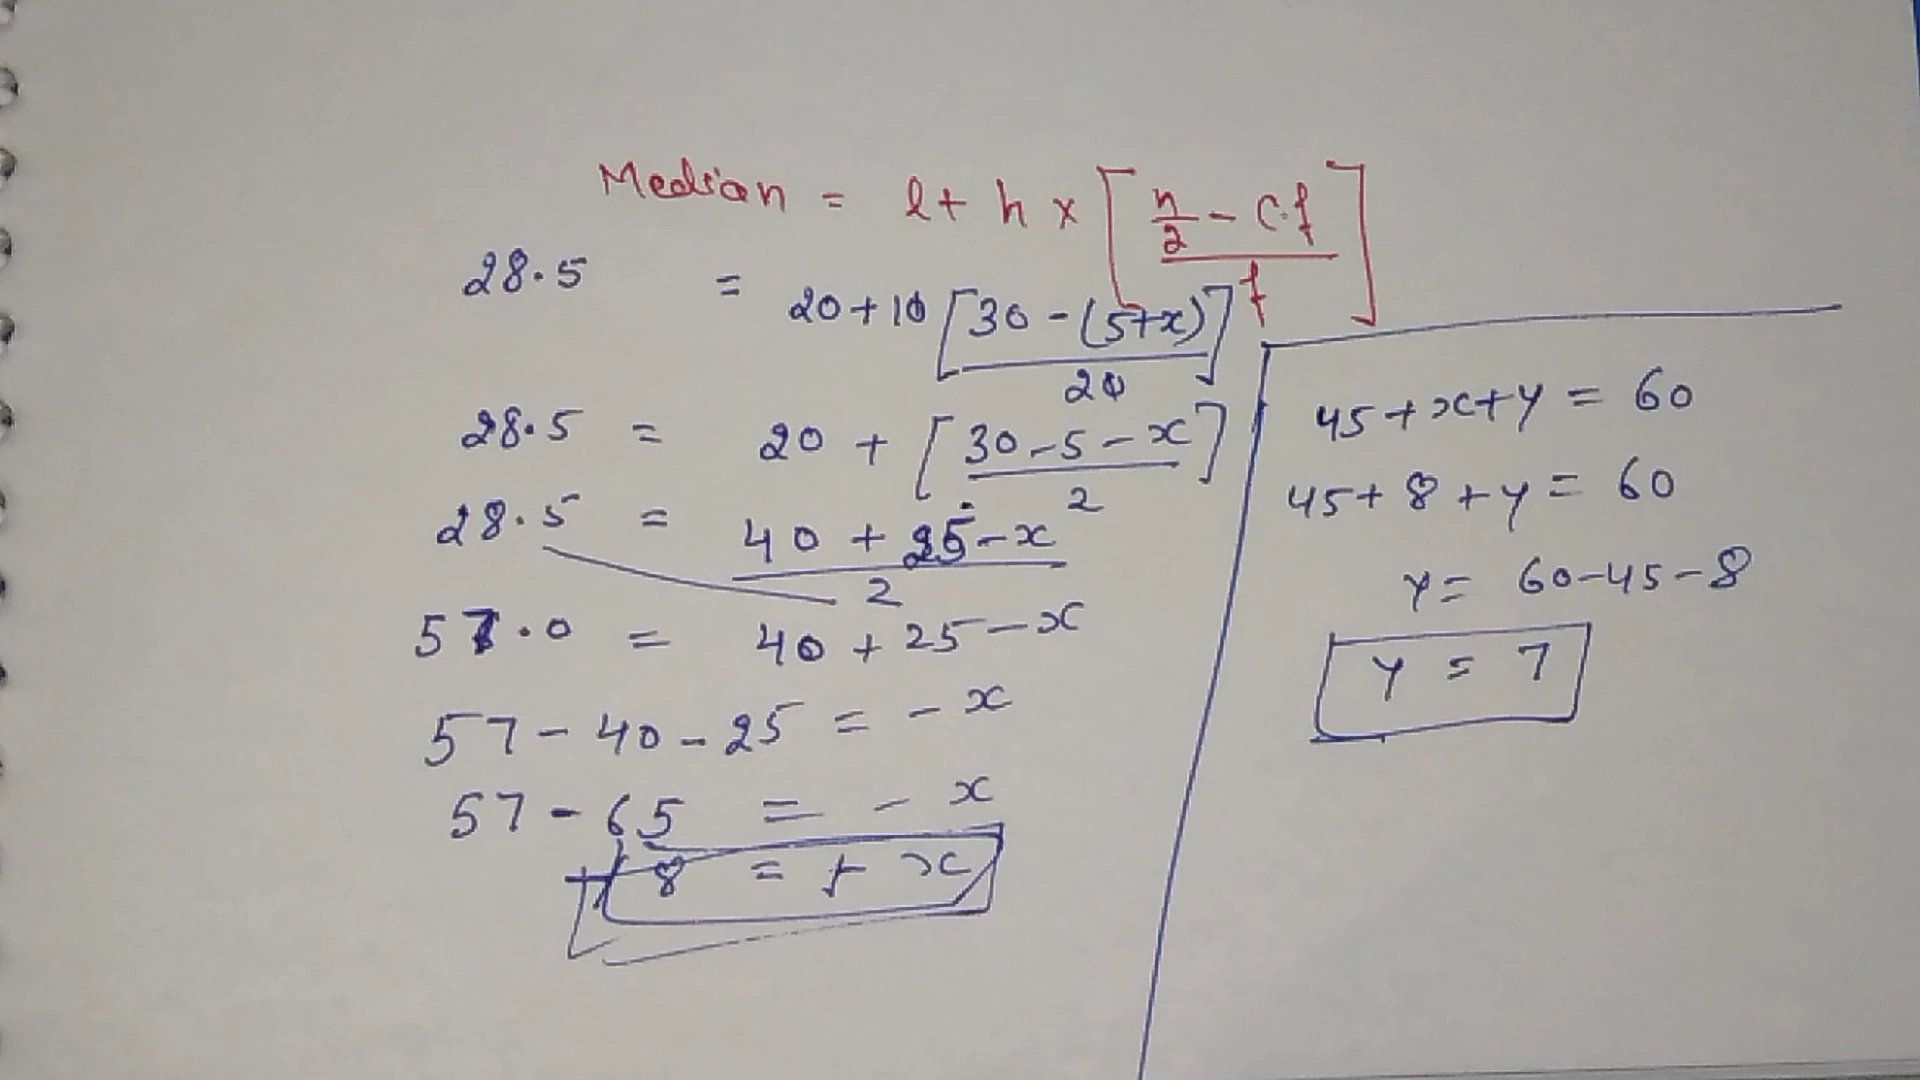 Median = l + h × [n/2 - c.f / f]
28.5 = 20 + 10 [30 - (5+x) / 20]
28.5 = 20 + [30 - 5 - x / 2]
28.5 = 40 + 25 - x / 2
57.0 = 40 + 25 - x
57 - 40 - 25 = - x
57 - 65 = - x
+ 8 = + x
45 + x + y = 60
45 + 8 + y = 60
y = 60 - 45 - 8
y = 7